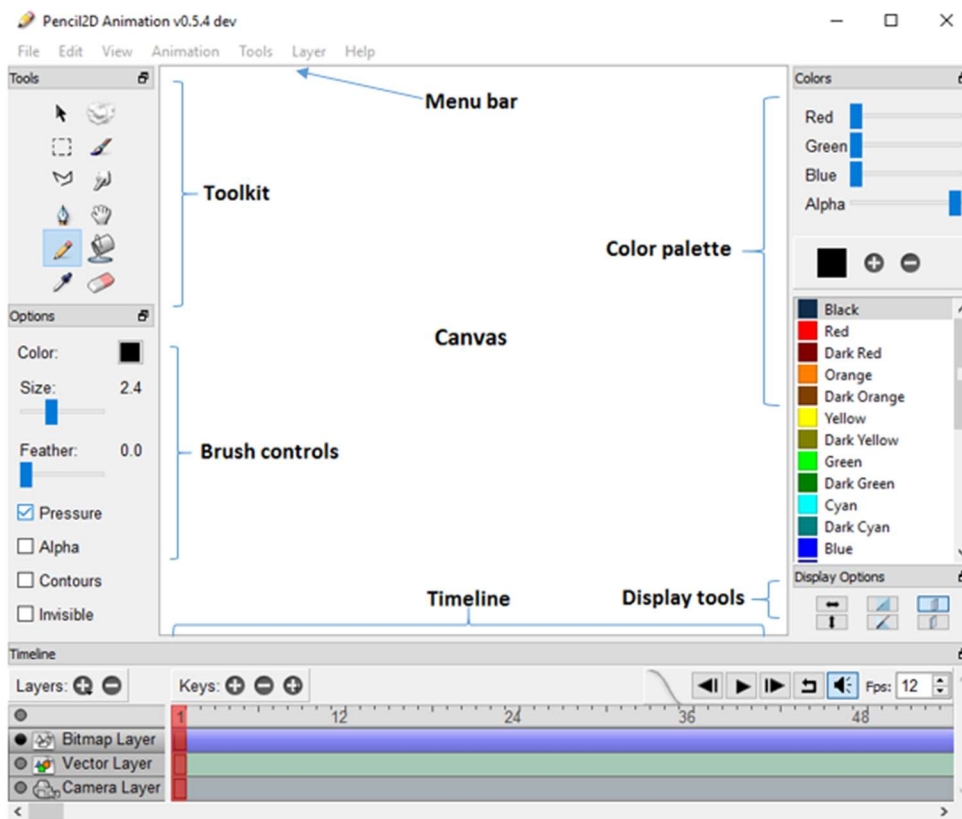 Pencil2D Animation v0.5.4 dev
File Edit View Animation Tools Layer Help
Tools
Menu bar
Toolkit
Options
Color:
Size: 2.4
Feather: 0.0
Pressure
Alpha
Contours
Invisible
Brush controls
Canvas
Color palette
Colors
Red
Green
Blue
Alpha
Black
Red
Dark Red
Orange
Dark Orange
Yellow
Dark Yellow
Green
Dark Green
Cyan
Dark Cyan
Blue
Display Options
Display tools
Timeline
Timeline
Layers: Keys: Fps: 12
1 12 24 36 48
Bitmap Layer
Vector Layer
Camera Layer